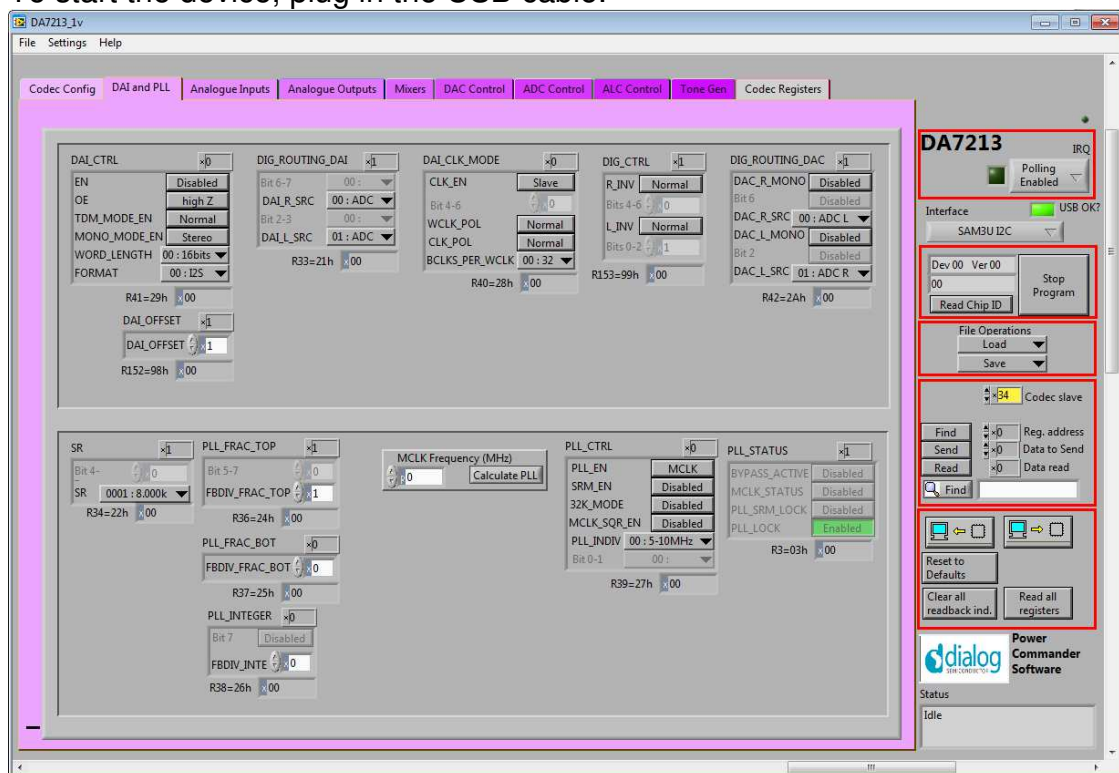 To start the device, plug in the USB cable.
DA7213_1v
File Settings Help
Codec Config DAI and PLL Analogue Inputs Analogue Outputs Mixers DAC Control ADC Control ALC Control Tone Gen Codec Registers
DAI_CTRL x0
EN Disabled
OE high Z
TDM_MODE_EN Normal
MONO_MODE_EN Stereo
WORD_LENGTH 00 : 16bits
FORMAT 00 : I2S
R41=29h x00
DAI_OFFSET x1
DAI_OFFSET x1
R152=98h x00
DIG_ROUTING_DAI x1
Bit 6-7 00 :
DAI_R_SRC 00 : ADC
Bit 2-3 00 :
DAI_L_SRC 01 : ADC
R33=21h x00
DAI_CLK_MODE x0
CLK_EN Slave
Bit 4-6 x0
WCLK_POL Normal
CLK_POL Normal
BCLKS_PER_WCLK 00 : 32
R40=28h x00
DIG_CTRL x1
R_INV Normal
Bits 4-6 x0
L_INV Normal
Bits 0-2 x1
R153=99h x00
DIG_ROUTING_DAC x1
DAC_R_MONO Disabled
Bit 6 Disabled
DAC_R_SRC 00 : ADC L
DAC_L_MONO Disabled
Bit 2 Disabled
DAC_L_SRC 01 : ADC R
R42=2Ah x00
SR x1
Bit 4- x0
SR 0001 : 8.000k
R34=22h x00
PLL_FRAC_TOP x1
Bit 5-7 x0
FBDIV_FRAC_TOP x1
R36=24h x00
PLL_FRAC_BOT x0
FBDIV_FRAC_BOT x0
R37=25h x00
PLL_INTEGER x0
Bit 7 Disabled
FBDIV_INTE x0
R38=26h x00
MCLK Frequency (MHz)
x0 Calculate PLL
PLL_CTRL x0
PLL_EN MCLK
SRM_EN Disabled
32K_MODE Disabled
MCLK_SQR_EN Disabled
PLL_INDIV 00 : 5-10MHz
Bit 0-1 00 :
R39=27h x00
PLL_STATUS x1
BYPASS_ACTIVE Disabled
MCLK_STATUS Disabled
PLL_SRM_LOCK Disabled
PLL_LOCK Enabled
R3=03h x00
DA7213 IRQ
Polling
Enabled
Interface USB OK?
SAM3U I2C
Dev 00 Ver 00
00
Read Chip ID
Stop
Program
File Operations
Load
Save
x34 Codec slave
Find x0 Reg. address
Send x0 Data to Send
Read x0 Data read
Find
Reset to
Defaults
Clear all
readback ind.
Read all
registers
dialog
SEMICONDUCTOR
Power
Commander
Software
Status
Idle